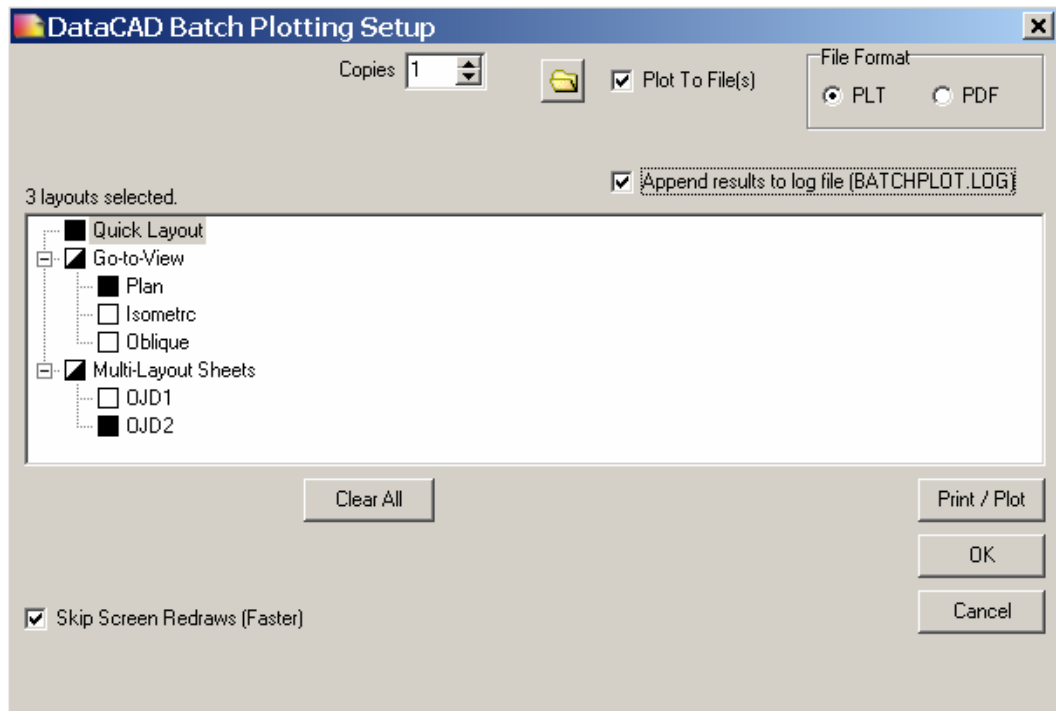 DataCAD Batch Plotting Setup
Copies 1
Plot To File(s)
File Format
PLT
PDF
Append results to log file (BATCHPLOT.LOG)
3 layouts selected.
Quick Layout
Go-to-View
Plan
Isometrc
Oblique
Multi-Layout Sheets
OJD1
OJD2
Clear All
Print / Plot
OK
Cancel
Skip Screen Redraws (Faster)